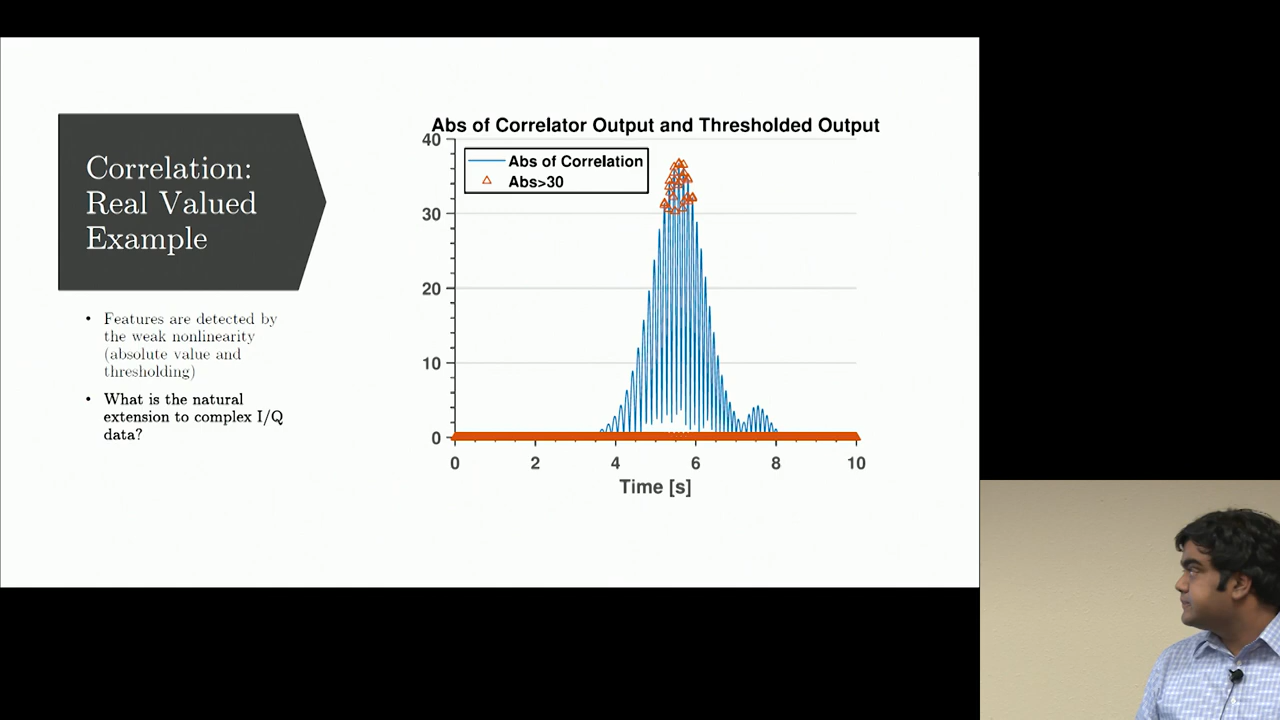 Correlation:
Real Valued
Example
• Features are detected by
the weak nonlinearity
(absolute value and
thresholding)
• What is the natural
extension to complex I/Q
data?
Abs of Correlator Output and Thresholded Output
Abs of Correlation
Abs>30
40
30
20
10
0
0 2 4 6 8 10
Time [s]